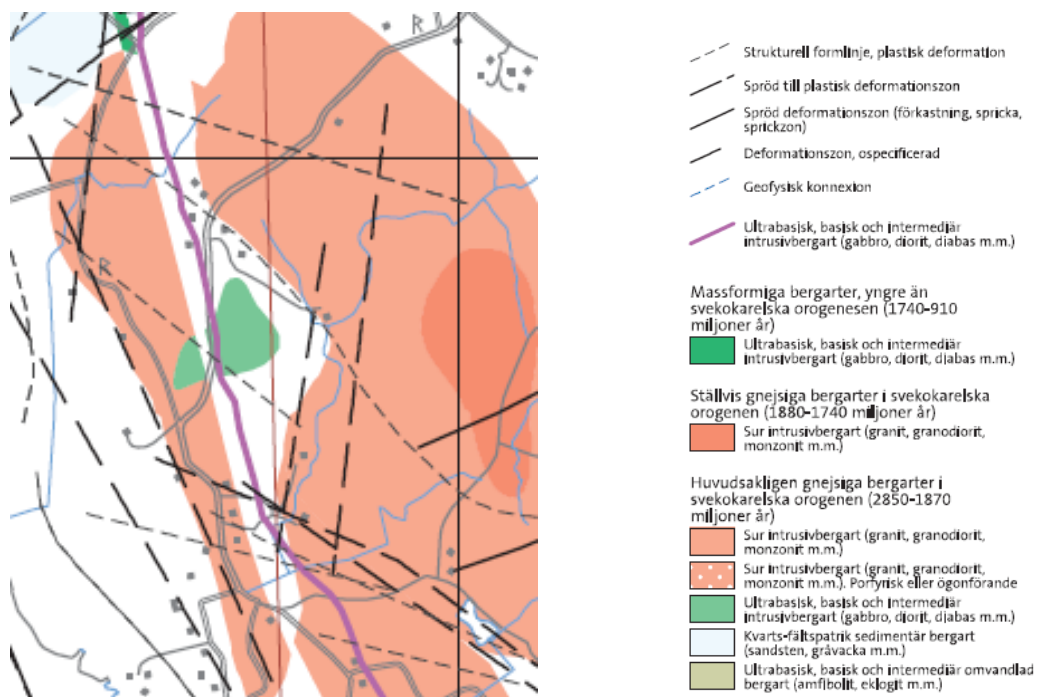 R
R
Strukturell formlinje, plastisk deformation
Spröd till plastisk deformationszon
Spröd deformationszon (förkastning, spricka,
sprickzon)
Deformationszon, ospecificerad
Geofysisk konnexion
Ultrabasisk, basisk och intermediär
intrusivbergart (gabbro, diorit, diabas m.m.)
Massformiga bergarter, yngre än
svekokarelska orogenesen (1740-910
miljoner år)
Ultrabasisk, basisk och intermediär
intrusivbergart (gabbro, diorit, diabas m.m.)
Ställvis gnejsiga bergarter i svekokarelska
orogenen (1880-1740 miljoner år)
Sur intrusivbergart (granit, granodiorit,
monzonit m.m.)
Huvudsakligen gnejsiga bergarter i
svekokarelska orogenen (2850-1870
miljoner år)
Sur intrusivbergart (granit, granodiorit,
monzonit m.m.)
Sur intrusivbergart (granit, granodiorit,
monzonit m.m.). Porfyrisk eller ögonförande
Ultrabasisk, basisk och intermediär
intrusivbergart (gabbro, diorit, diabas m.m.)
Kvarts-fältspatrik sedimentär bergart
(sandsten, gråvacka m.m.)
Ultrabasisk, basisk och intermediär omvandlad
bergart (amfibolit, eklogit m.m.)